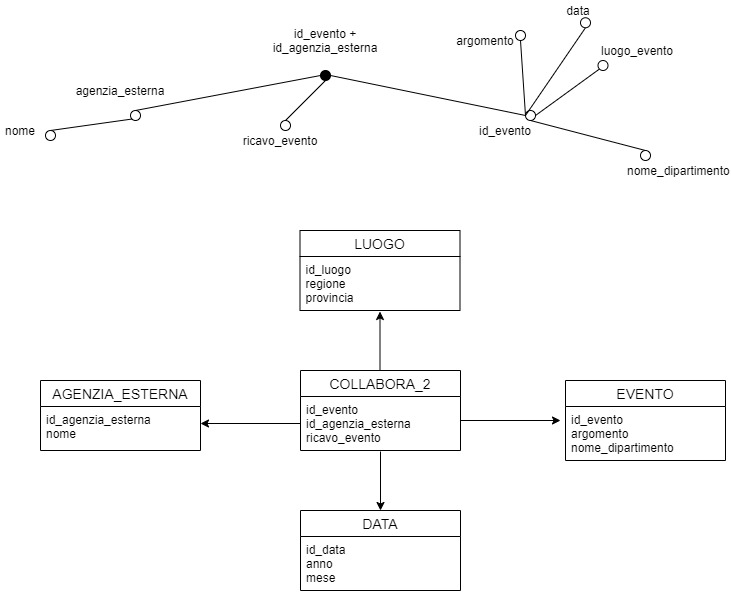 data
id_evento +
id_agenzia_esterna
argomento
luogo_evento
agenzia_esterna
nome
ricavo_evento
id_evento
nome_dipartimento
LUOGO
id_luogo
regione
provincia
AGENZIA_ESTERNA
id_agenzia_esterna
nome
COLLABORA_2
id_evento
id_agenzia_esterna
ricavo_evento
EVENTO
id_evento
argomento
nome_dipartimento
DATA
id_data
anno
mese